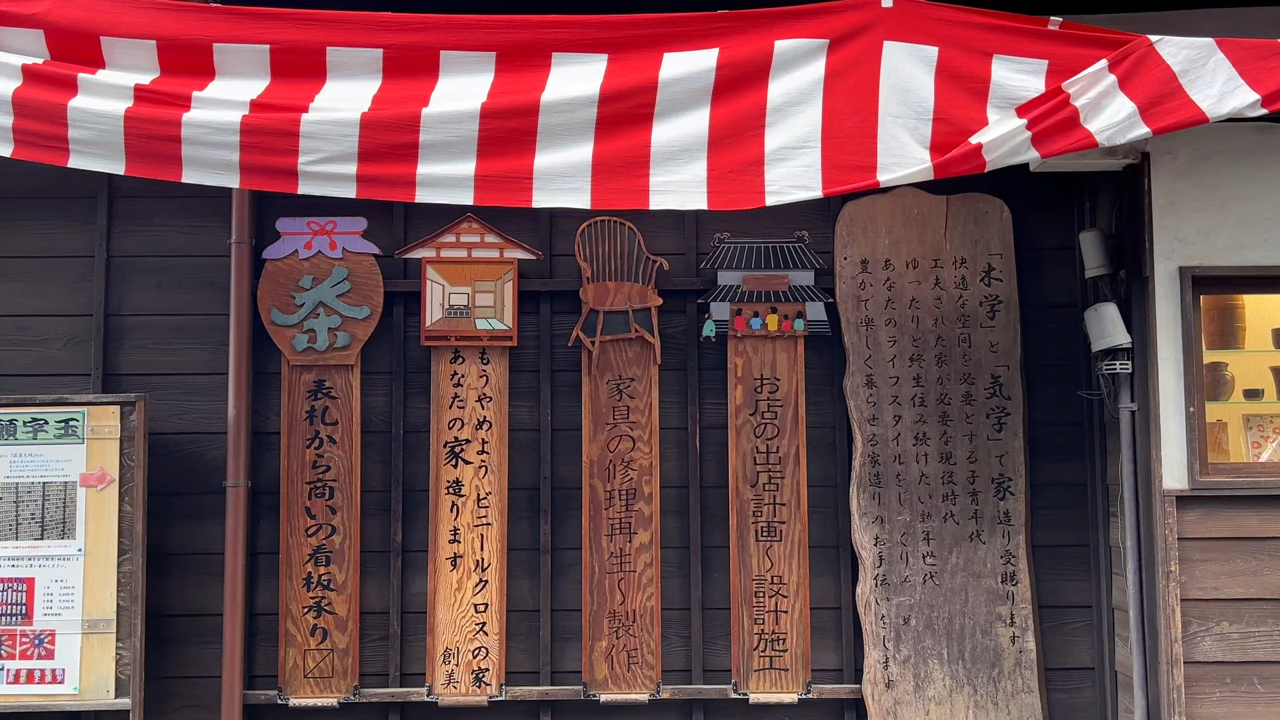 茶
表札から商いの看板承り〼
もうやめようビニールクロスの家
あなたの家造ります
創美
家具の修理再生〜製作
お店の出店計画〜設計施工
「木学」と「気学」で家造り受賜ります
快適な空間を必要とする子育年代
工夫された家が必要な現役時代
ゆったりと終生住み続けたい熟年世代
あなたのライフスタイルをじっくりみつめ
豊かで楽しく暮らせる家造りのお手伝いをします